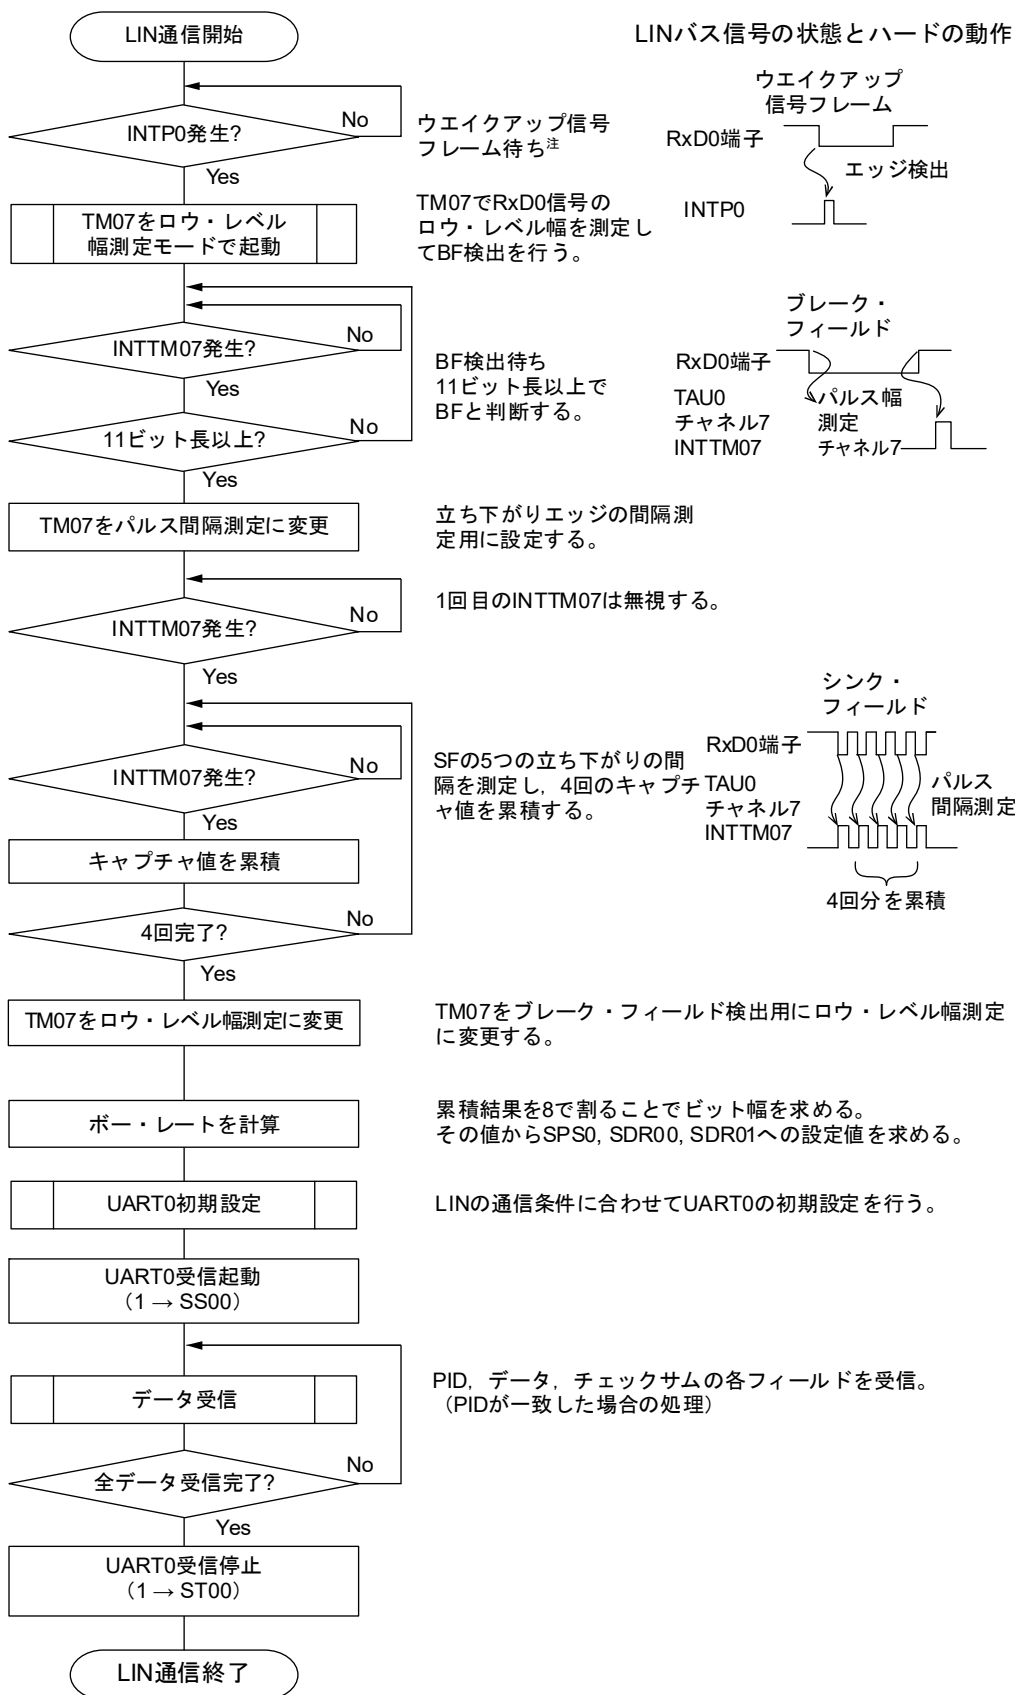 LIN通信開始
LINバス信号の状態とハードの動作
INTP0発生?
No
Yes
ウエイクアップ信号
フレーム待ち注
ウエイクアップ
信号フレーム
RxD0端子
エッジ検出
INTP0
TM07をロウ・レベル
幅測定モードで起動
TM07でRxD0信号の
ロウ・レベル幅を測定し
てBF検出を行う。
INTTM07発生?
No
Yes
11ビット長以上?
No
Yes
BF検出待ち
11ビット長以上で
BFと判断する。
ブレーク・
フィールド
RxD0端子
TAU0
チャネル7
INTTM07
パルス幅
測定
チャネル7
TM07をパルス間隔測定に変更
立ち下がりエッジの間隔測
定用に設定する。
INTTM07発生?
No
Yes
1回目のINTTM07は無視する。
INTTM07発生?
No
Yes
キャプチャ値を累積
4回完了?
No
Yes
SFの5つの立ち下がりの間
隔を測定し，4回のキャプチ
ャ値を累積する。
シンク・
フィールド
RxD0端子
TAU0
チャネル7
INTTM07
パルス
間隔測定
4回分を累積
TM07をロウ・レベル幅測定に変更
TM07をブレーク・フィールド検出用にロウ・レベル幅測定
に変更する。
ボー・レートを計算
累積結果を8で割ることでビット幅を求める。
その値からSPS0, SDR00, SDR01への設定値を求める。
UART0初期設定
LINの通信条件に合わせてUART0の初期設定を行う。
UART0受信起動
（1 → SS00）
データ受信
PID，データ，チェックサムの各フィールドを受信。
（PIDが一致した場合の処理）
全データ受信完了?
No
Yes
UART0受信停止
（1 → ST00）
LIN通信終了